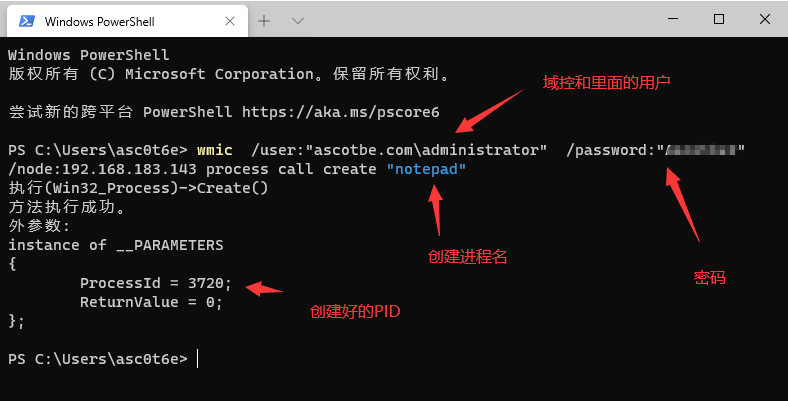 Windows PowerShell
Windows PowerShell
版权所有 (C) Microsoft Corporation。保留所有权利。
尝试新的跨平台 PowerShell https://aka.ms/pscore6
域控和里面的用户
PS C:\Users\asc0t6e> wmic  /user:"ascotbe.com\administrator"  /password:"
/node:192.168.183.143 process call create "notepad"
执行(Win32_Process)->Create()
方法执行成功。
外参数:
instance of __PARAMETERS
{
创建进程名
密码
        ProcessId = 3720;
        ReturnValue = 0;
创建好的PID
};
PS C:\Users\asc0t6e>